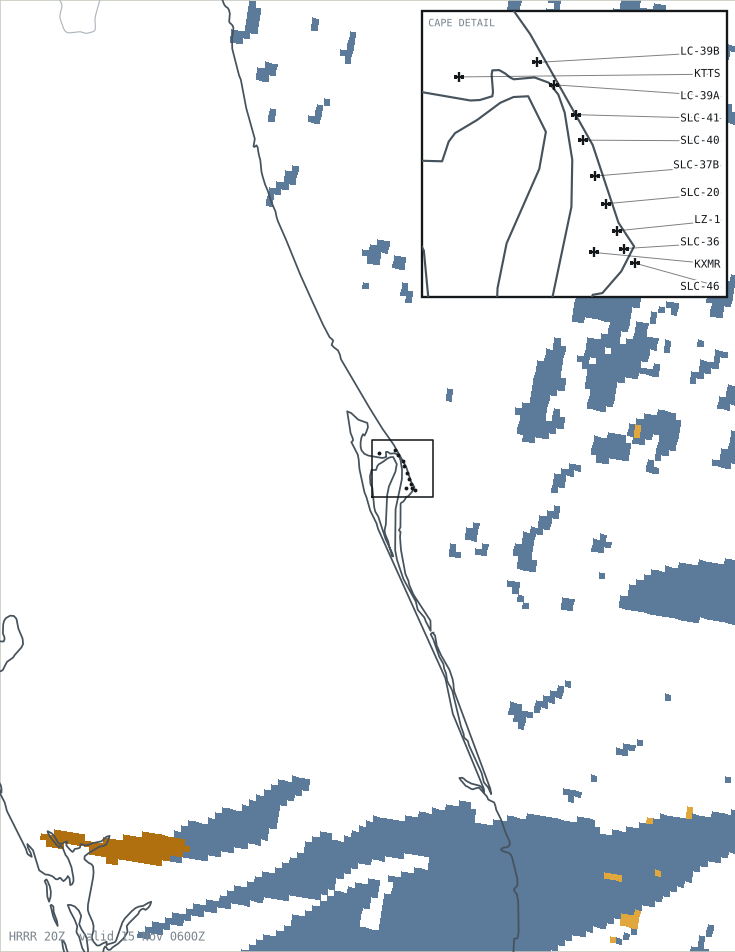 CAPE DETAIL
LC-39B
KTTS
LC-39A
SLC-41
SLC-40
SLC-37B
SLC-20
LZ-1
SLC-36
KXMR
SLC-46
HRRR 20Z valid 15 Nov 0600Z